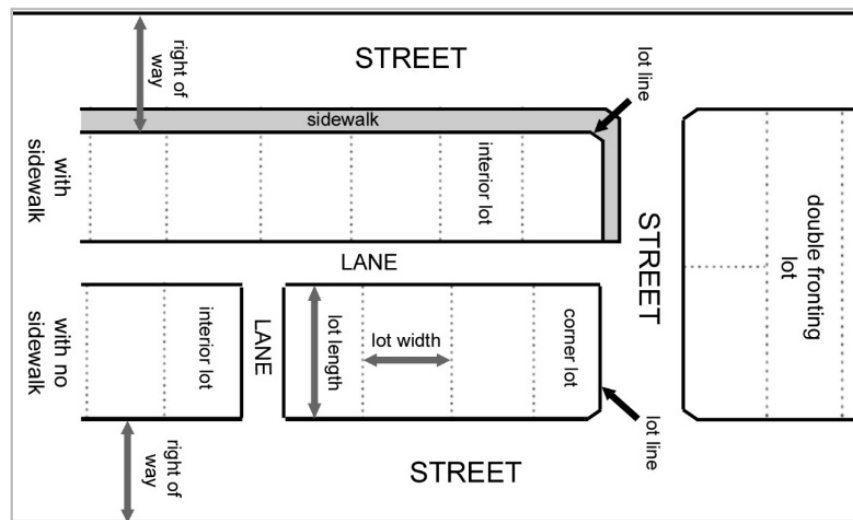 right of
way
STREET
lot line
sidewalk
with
sidewalk
interior lot
STREET
double fronting
lot
LANE
with no
sidewalk
interior lot
LANE
lot length
lot width
corner lot
lot line
right of
way
STREET